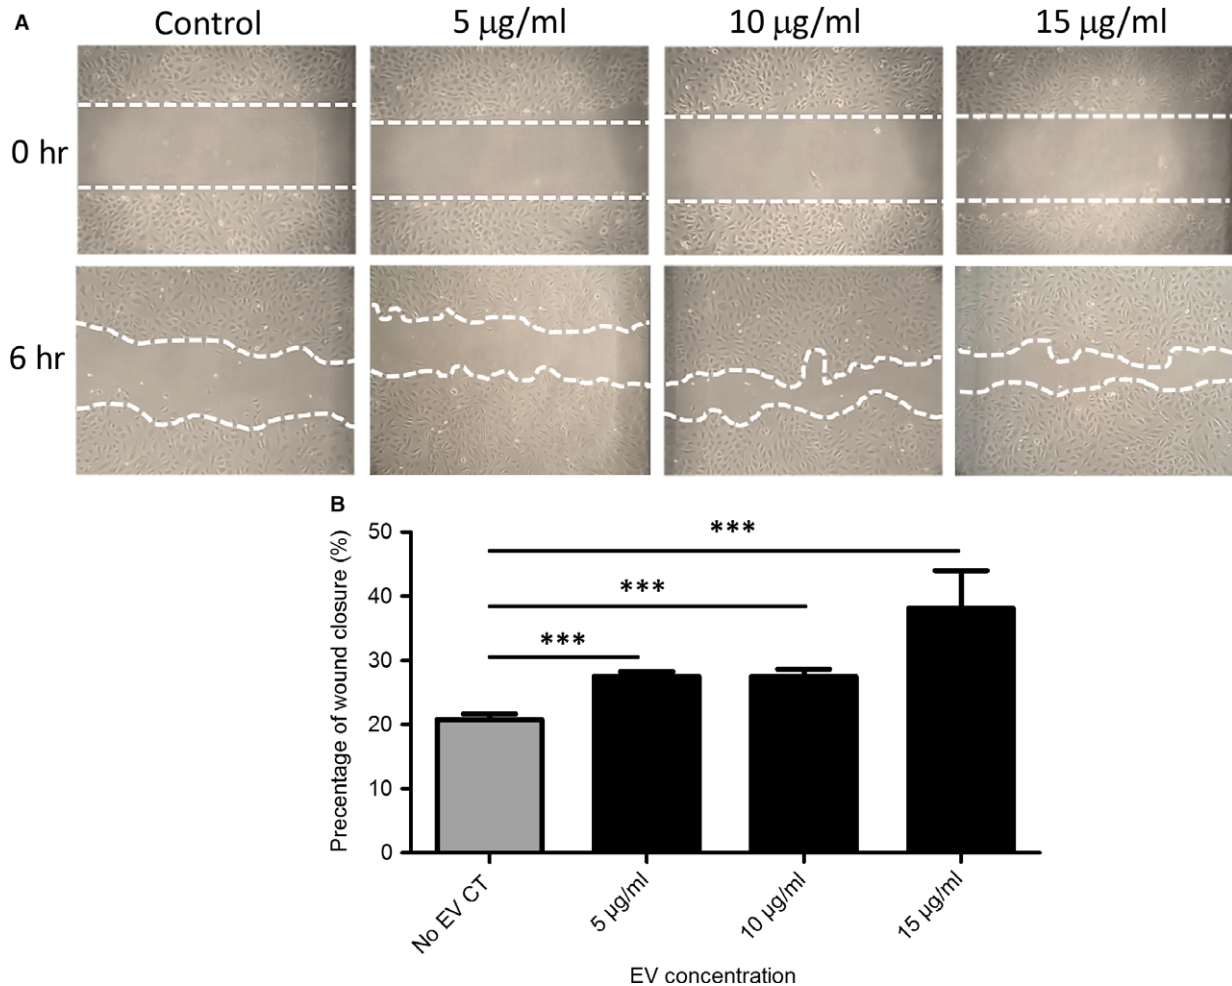 A Control 5 µg/ml 10 µg/ml 15 µg/ml
0 hr
6 hr
B
Precentage of wound closure (%)
50
40
30
20
10
0
***
***
***
No EV CT
5 µg/ml
10 µg/ml
15 µg/ml
EV concentration